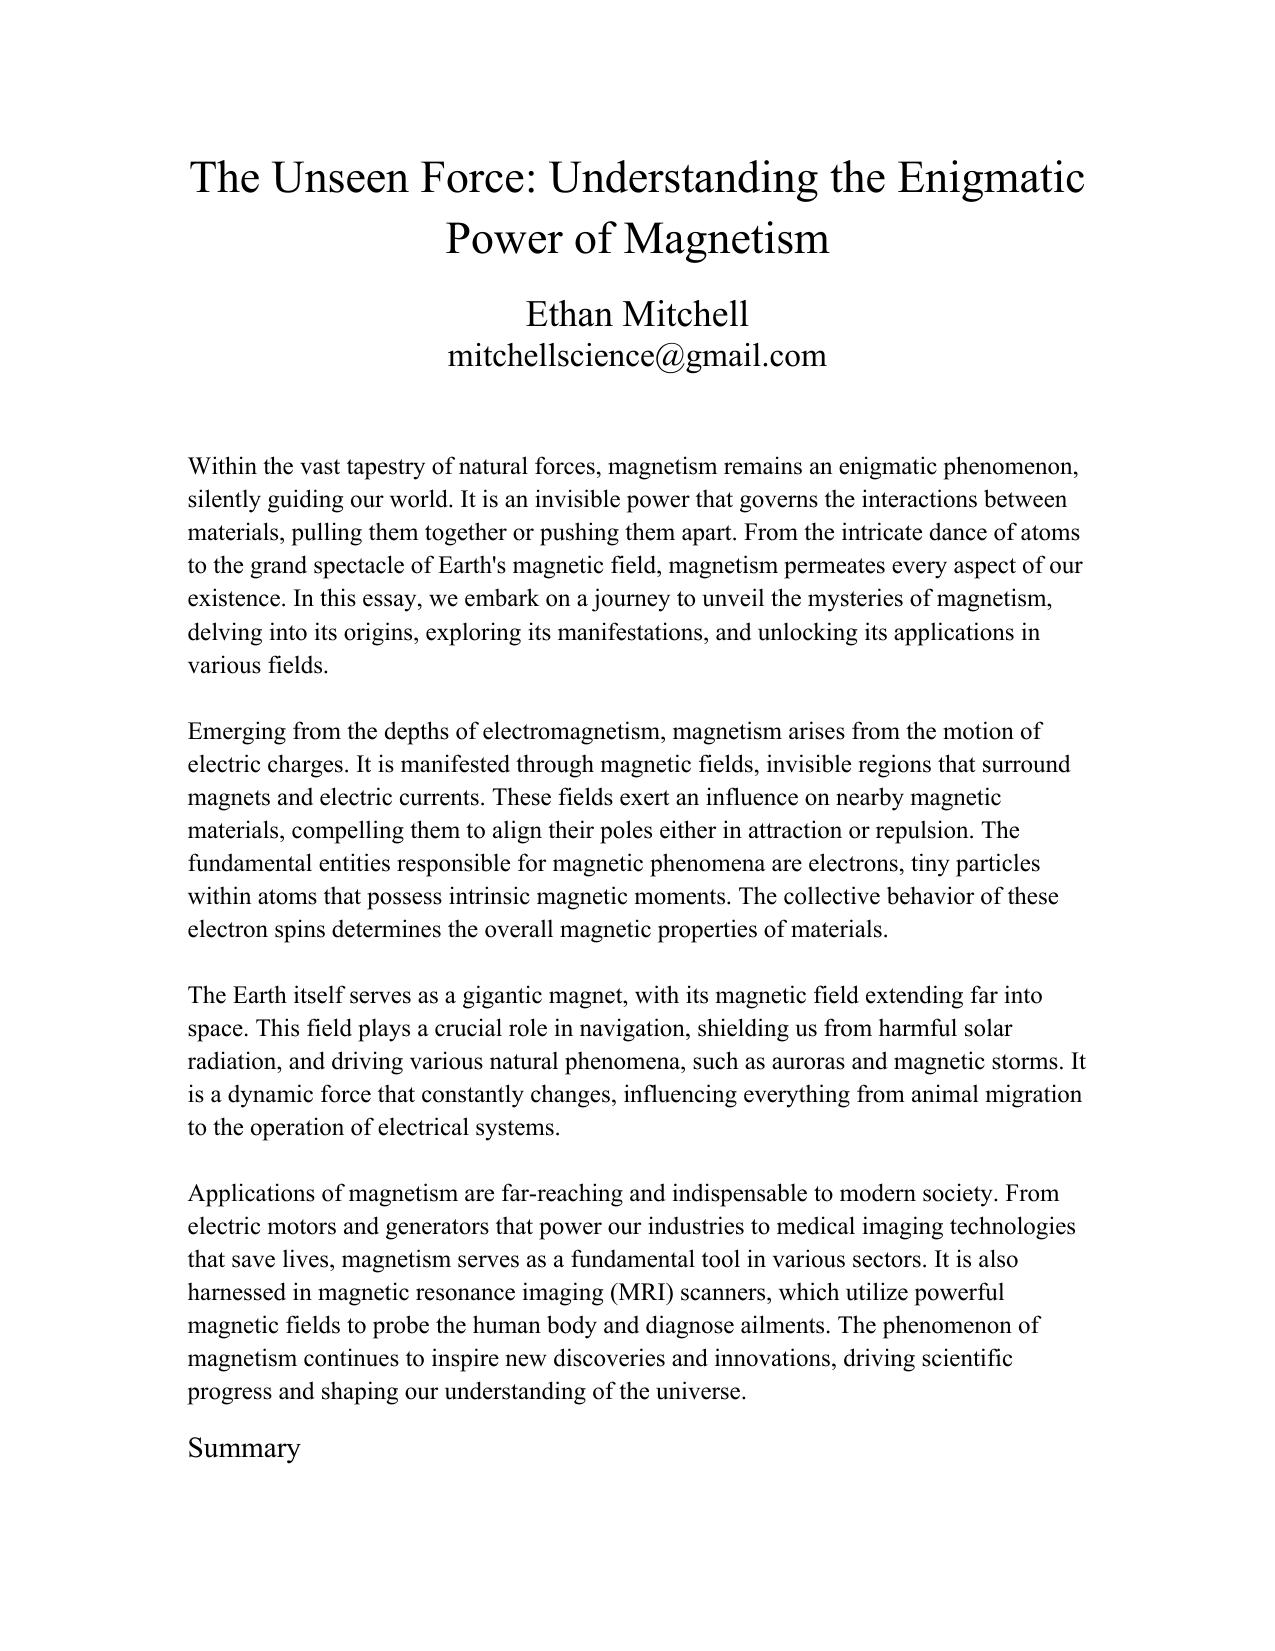 The Unseen Force: Understanding the Enigmatic
Power of Magnetism
Ethan Mitchell
mitchellscience@gmail.com
Within the vast tapestry of natural forces, magnetism remains an enigmatic phenomenon,
silently guiding our world. It is an invisible power that governs the interactions between
materials, pulling them together or pushing them apart. From the intricate dance of atoms
to the grand spectacle of Earth's magnetic field, magnetism permeates every aspect of our
existence. In this essay, we embark on a journey to unveil the mysteries of magnetism,
delving into its origins, exploring its manifestations, and unlocking its applications in
various fields.
Emerging from the depths of electromagnetism, magnetism arises from the motion of
electric charges. It is manifested through magnetic fields, invisible regions that surround
magnets and electric currents. These fields exert an influence on nearby magnetic
materials, compelling them to align their poles either in attraction or repulsion. The
fundamental entities responsible for magnetic phenomena are electrons, tiny particles
within atoms that possess intrinsic magnetic moments. The collective behavior of these
electron spins determines the overall magnetic properties of materials.
The Earth itself serves as a gigantic magnet, with its magnetic field extending far into
space. This field plays a crucial role in navigation, shielding us from harmful solar
radiation, and driving various natural phenomena, such as auroras and magnetic storms. It
is a dynamic force that constantly changes, influencing everything from animal migration
to the operation of electrical systems.
Applications of magnetism are far-reaching and indispensable to modern society. From
electric motors and generators that power our industries to medical imaging technologies
that save lives, magnetism serves as a fundamental tool in various sectors. It is also
harnessed in magnetic resonance imaging (MRI) scanners, which utilize powerful
magnetic fields to probe the human body and diagnose ailments. The phenomenon of
magnetism continues to inspire new discoveries and innovations, driving scientific
progress and shaping our understanding of the universe.
Summary